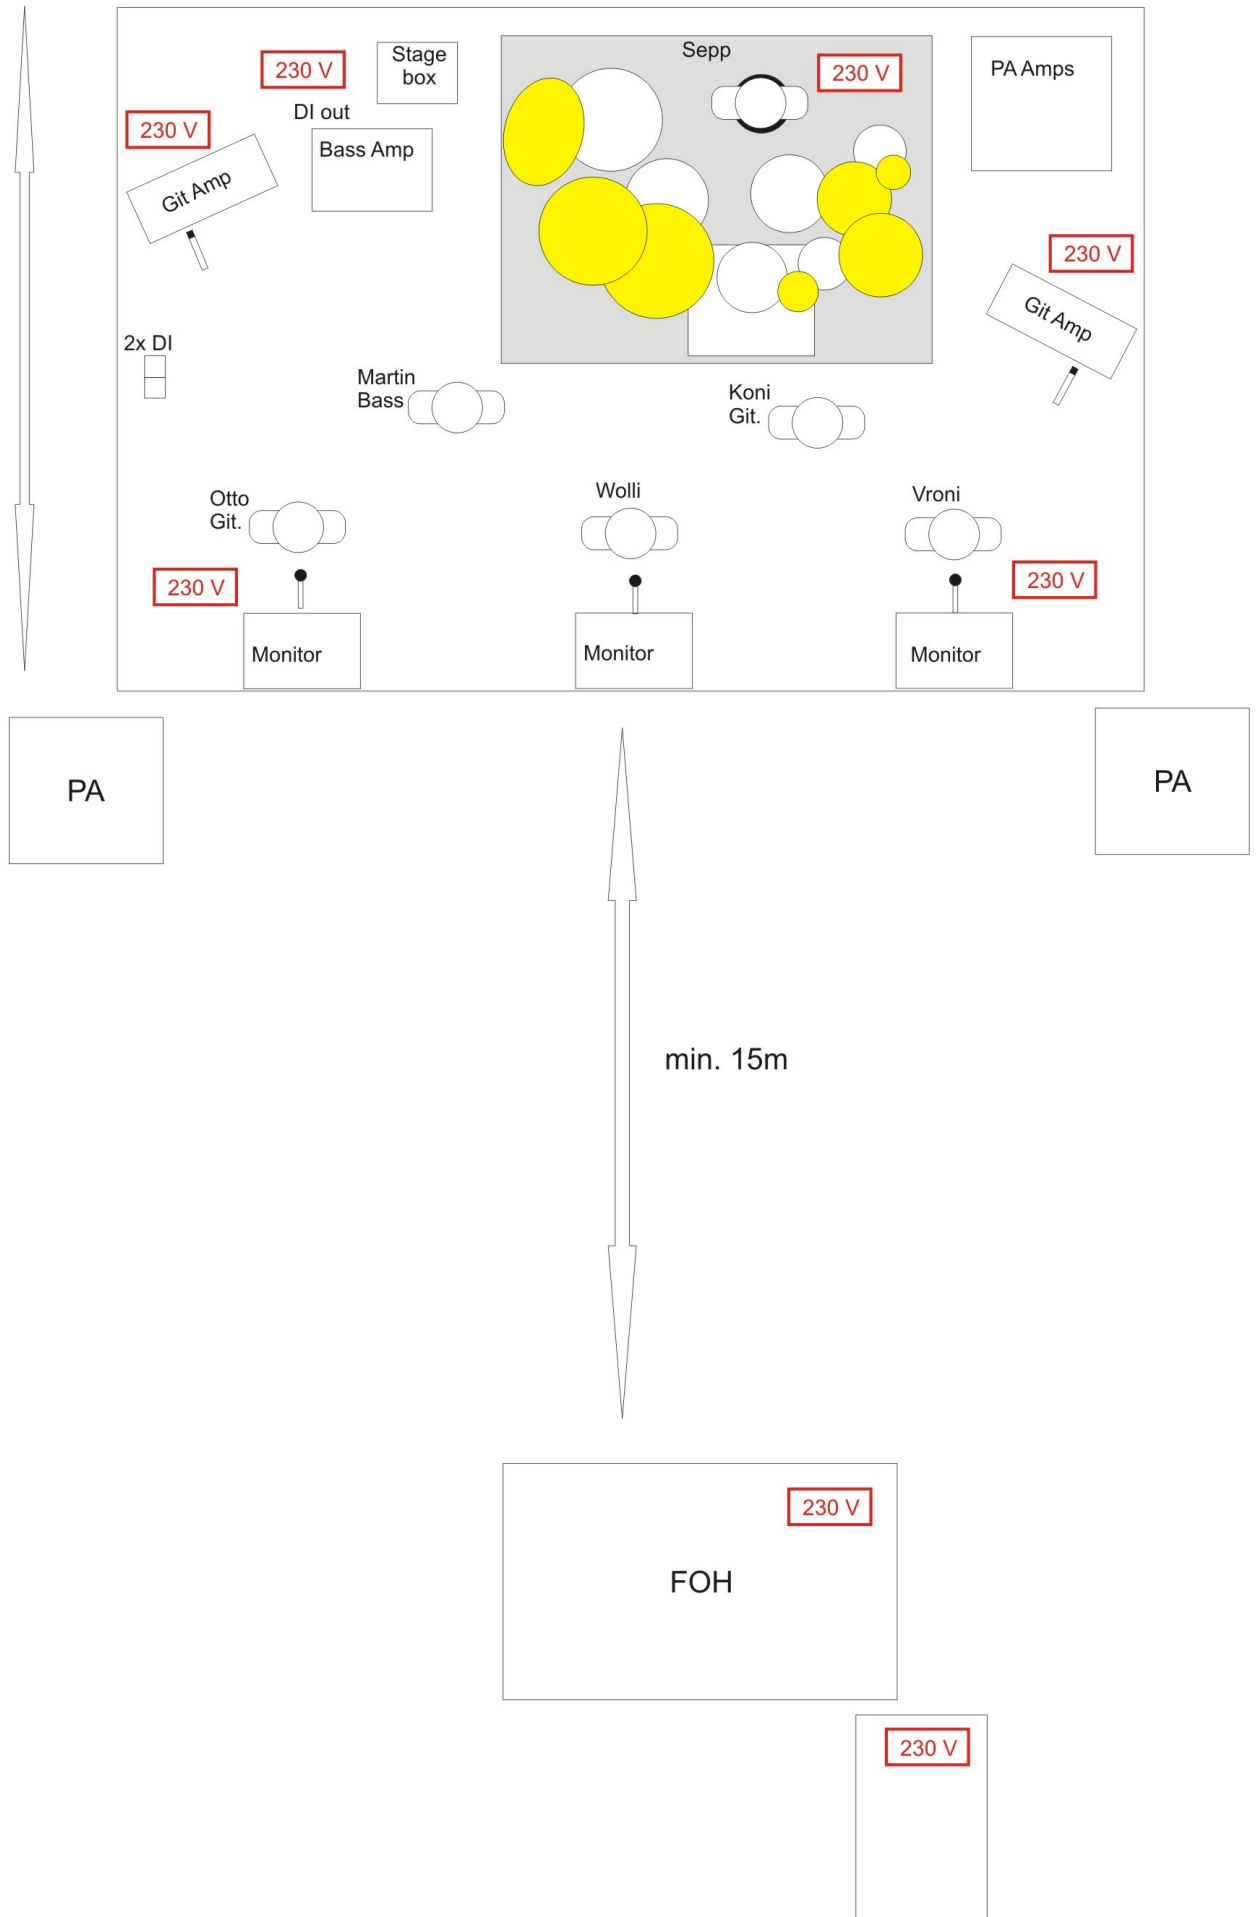 Sepp
Stage
box
230 V
230 V
PA Amps
DI out
230 V
Bass Amp
Git Amp
230 V
Git Amp
2x DI
Martin
Bass
Koni
Git.
Otto
Git.
Wolli
Vroni
230 V
230 V
Monitor
Monitor
Monitor
PA
PA
min. 15m
230 V
FOH
230 V